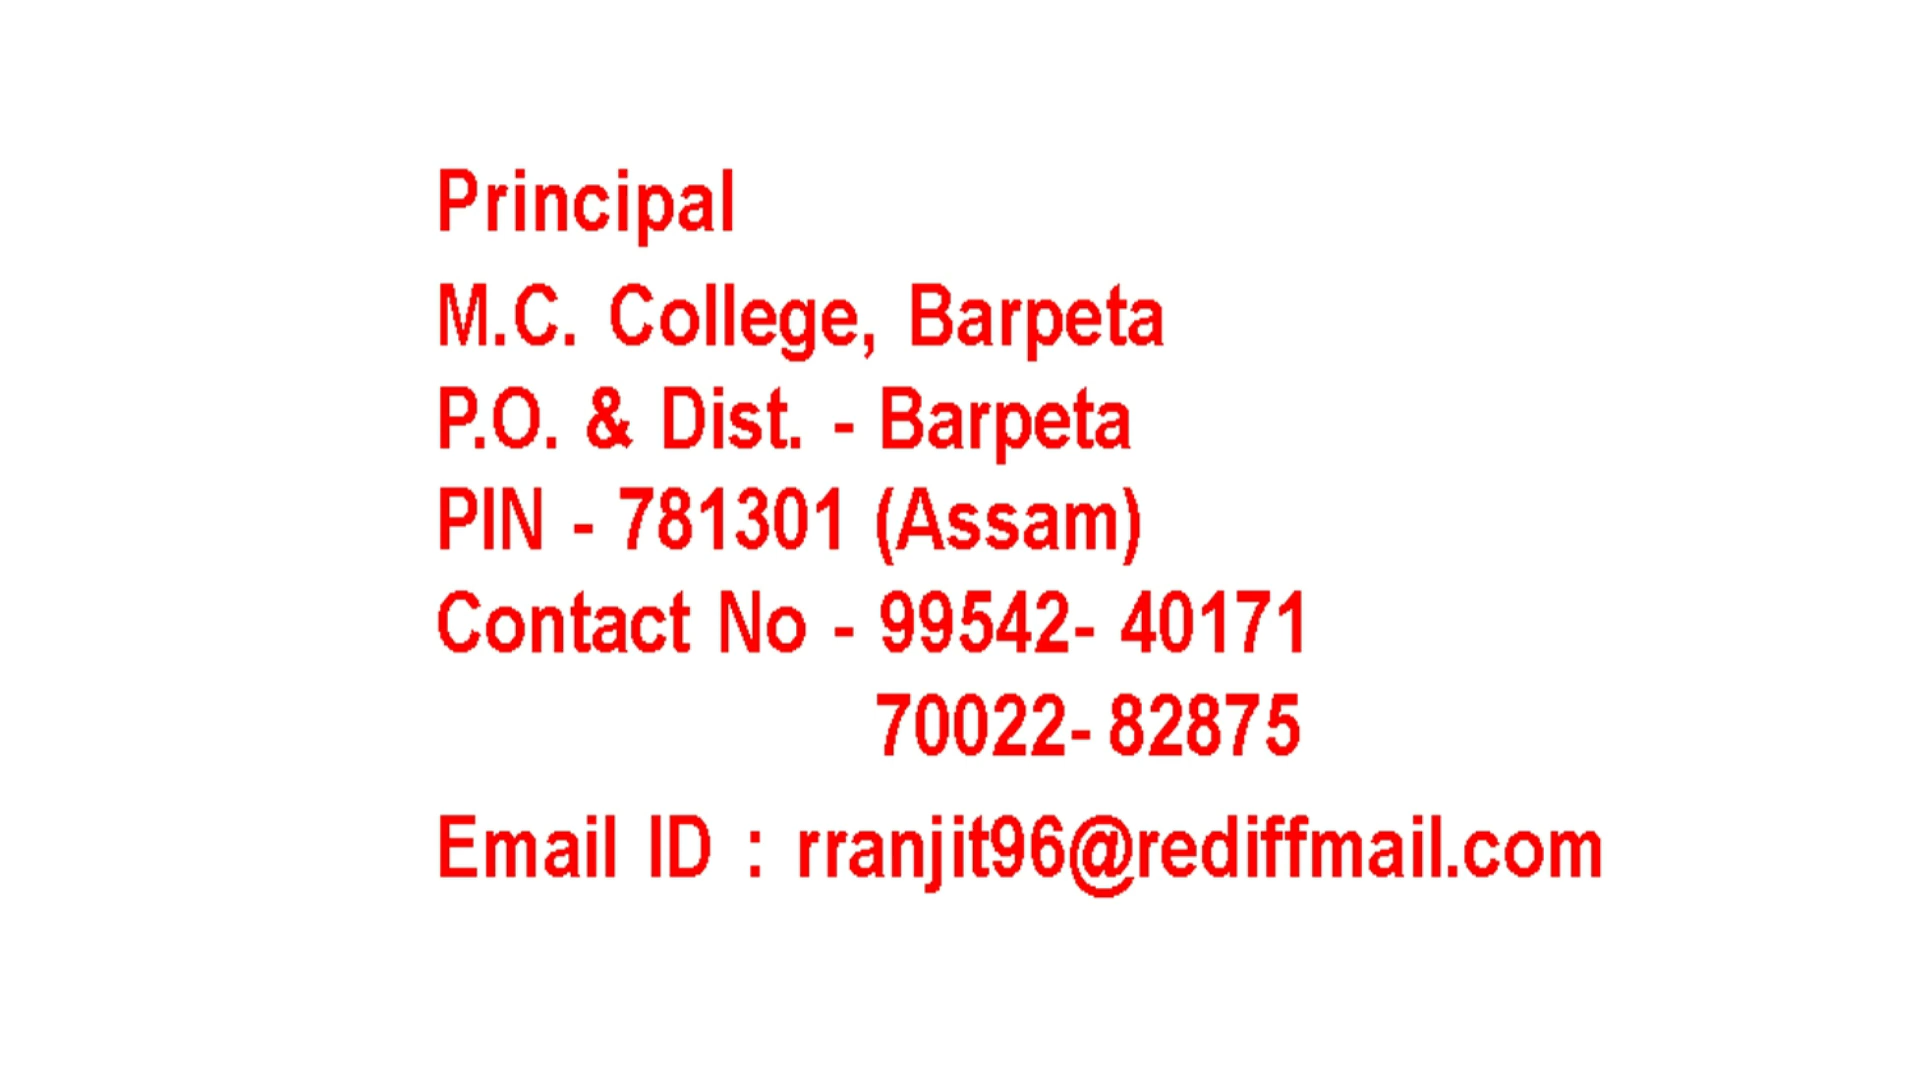 Principal
M.C. College, Barpeta
P.O. & Dist. - Barpeta
PIN - 781301 (Assam)
Contact No - 99542- 40171
70022- 82875
Email ID : rranjit96@rediffmail.com